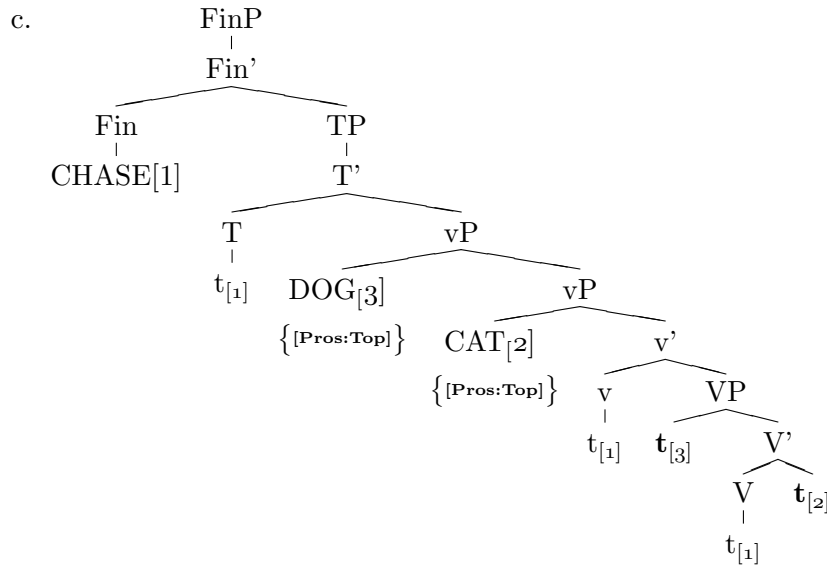 c. FinP
Fin'
Fin TP
CHASE[1] T'
T vP
t[1] DOG[3] vP
{[Pros:Top]} CAT[2] v'
{[Pros:Top]} v VP
t[1] t[3] V'
V t[2]
t[1]